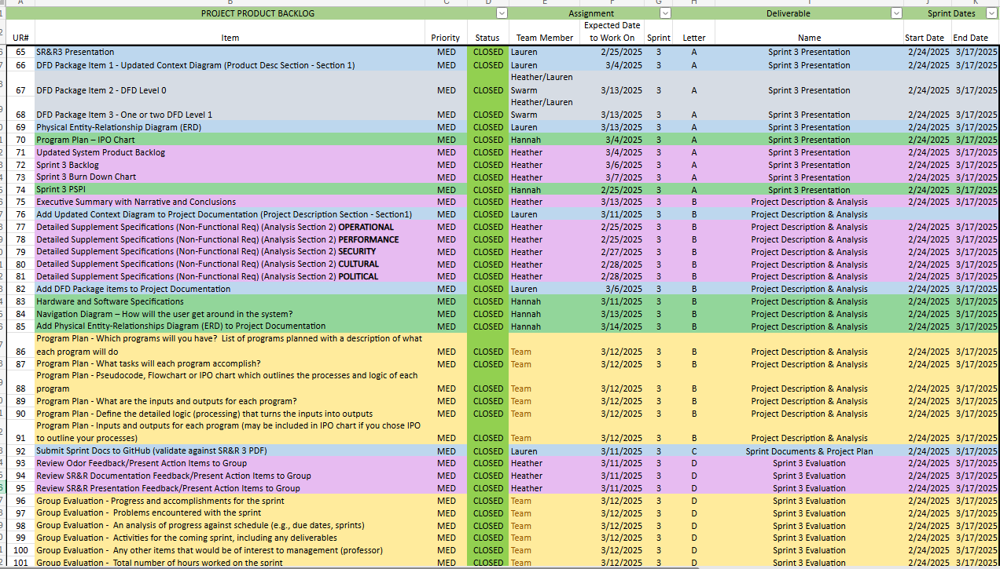 A B C D E F G H I J K
PROJECT PRODUCT BACKLOG Assignment Deliverable Sprint Dates
Expected Date
UR# Item Priority Status Team Member to Work On Sprint Letter Name Start Date End Date
65 SR&R3 Presentation MED CLOSED Lauren 2/25/2025 3 A Sprint 3 Presentation 2/24/2025 3/17/2025
66 DFD Package Item 1 - Updated Context Diagram (Product Desc Section - Section 1) MED CLOSED Lauren 3/4/2025 3 A Sprint 3 Presentation 2/24/2025 3/17/2025
Heather/Lauren
67 DFD Package Item 2 - DFD Level 0 MED CLOSED Swarm 3/13/2025 3 A Sprint 3 Presentation 2/24/2025 3/17/2025
Heather/Lauren
68 DFD Package Item 3 - One or two DFD Level 1 MED CLOSED Swarm 3/13/2025 3 A Sprint 3 Presentation 2/24/2025 3/17/2025
69 Physical Entity-Relationship Diagram (ERD) MED CLOSED Lauren 3/13/2025 3 A Sprint 3 Presentation 2/24/2025 3/17/2025
70 Program Plan – IPO Chart MED CLOSED Hannah 3/4/2025 3 A Sprint 3 Presentation 2/24/2025 3/17/2025
71 Updated System Product Backlog MED CLOSED Heather 3/4/2025 3 A Sprint 3 Presentation 2/24/2025 3/17/2025
72 Sprint 3 Backlog MED CLOSED Heather 3/6/2025 3 A Sprint 3 Presentation 2/24/2025 3/17/2025
73 Sprint 3 Burn Down Chart MED CLOSED Heather 3/7/2025 3 A Sprint 3 Presentation 2/24/2025 3/17/2025
74 Sprint 3 PSPI MED CLOSED Hannah 2/25/2025 3 A Sprint 3 Presentation 2/24/2025 3/17/2025
75 Executive Summary with Narrative and Conclusions MED CLOSED Heather 3/13/2025 3 B Project Description & Analysis 2/24/2025 3/17/2025
76 Add Updated Context Diagram to Project Documentation (Project Description Section - Section1) MED CLOSED Lauren 3/11/2025 3 B Project Description & Analysis
77 Detailed Supplement Specifications (Non-Functional Req) (Analysis Section 2) OPERATIONAL MED CLOSED Heather 2/25/2025 3 B Project Description & Analysis 2/24/2025 3/17/2025
78 Detailed Supplement Specifications (Non-Functional Req) (Analysis Section 2) PERFORMANCE MED CLOSED Heather 2/25/2025 3 B Project Description & Analysis 2/24/2025 3/17/2025
79 Detailed Supplement Specifications (Non-Functional Req) (Analysis Section 2) SECURITY MED CLOSED Heather 2/27/2025 3 B Project Description & Analysis 2/24/2025 3/17/2025
80 Detailed Supplement Specifications (Non-Functional Req) (Analysis Section 2) CULTURAL MED CLOSED Heather 2/28/2025 3 B Project Description & Analysis 2/24/2025 3/17/2025
81 Detailed Supplement Specifications (Non-Functional Req) (Analysis Section 2) POLITICAL MED CLOSED Heather 2/28/2025 3 B Project Description & Analysis 2/24/2025 3/17/2025
82 Add DFD Package items to Project Documentation MED CLOSED Lauren 3/6/2025 3 B Project Description & Analysis 2/24/2025 3/17/2025
83 Hardware and Software Specifications MED CLOSED Hannah 3/11/2025 3 B Project Description & Analysis 2/24/2025 3/17/2025
84 Navigation Diagram – How will the user get around in the system? MED CLOSED Hannah 3/13/2025 3 B Project Description & Analysis 2/24/2025 3/17/2025
85 Add Physical Entity-Relationships Diagram (ERD) to Project Documentation MED CLOSED Hannah 3/14/2025 3 B Project Description & Analysis 2/24/2025 3/17/2025
Program Plan - Which programs will you have? List of programs planned with a description of what
86 each program will do MED CLOSED Team 3/12/2025 3 B Project Description & Analysis 2/24/2025 3/17/2025
87 Program Plan - What tasks will each program accomplish? MED CLOSED Team 3/12/2025 3 B Project Description & Analysis 2/24/2025 3/17/2025
Program Plan - Pseudocode, Flowchart or IPO chart which outlines the processes and logic of each
88 program MED CLOSED Team 3/12/2025 3 B Project Description & Analysis 2/24/2025 3/17/2025
89 Program Plan - What are the inputs and outputs for each program? MED CLOSED Team 3/12/2025 3 B Project Description & Analysis 2/24/2025 3/17/2025
90 Program Plan - Define the detailed logic (processing) that turns the inputs into outputs MED CLOSED Team 3/12/2025 3 B Project Description & Analysis 2/24/2025 3/17/2025
Program Plan - Inputs and outputs for each program (may be included in IPO chart if you chose IPO
91 to outline your processes) MED CLOSED Team 3/12/2025 3 B Project Description & Analysis 2/24/2025 3/17/2025
92 Submit Sprint Docs to GitHub (validate against SR&R 3 PDF) MED CLOSED Lauren 3/11/2025 3 C Sprint Documents & Project Plan 2/24/2025 3/17/2025
93 Review Odor Feedback/Present Action Items to Group MED CLOSED Heather 3/11/2025 3 D Sprint 3 Evaluation 2/24/2025 3/17/2025
94 Review SR&R Documentation Feedback/Present Action Items to Group MED CLOSED Heather 3/11/2025 3 D Sprint 3 Evaluation 2/24/2025 3/17/2025
95 Review SR&R Presentation Feedback/Present Action Items to Group MED CLOSED Heather 3/11/2025 3 D Sprint 3 Evaluation 2/24/2025 3/17/2025
96 Group Evaluation - Progress and accomplishments for the sprint MED CLOSED Team 3/12/2025 3 D Sprint 3 Evaluation 2/24/2025 3/17/2025
97 Group Evaluation - Problems encountered with the sprint MED CLOSED Team 3/12/2025 3 D Sprint 3 Evaluation 2/24/2025 3/17/2025
98 Group Evaluation - An analysis of progress against schedule (e.g., due dates, sprints) MED CLOSED Team 3/12/2025 3 D Sprint 3 Evaluation 2/24/2025 3/17/2025
99 Group Evaluation - Activities for the coming sprint, including any deliverables MED CLOSED Team 3/12/2025 3 D Sprint 3 Evaluation 2/24/2025 3/17/2025
100 Group Evaluation - Any other items that would be of interest to management (professor) MED CLOSED Team 3/12/2025 3 D Sprint 3 Evaluation 2/24/2025 3/17/2025
101 Group Evaluation - Total number of hours worked on the sprint MED CLOSED Team 3/12/2025 3 D Sprint 3 Evaluation 2/24/2025 3/17/2025